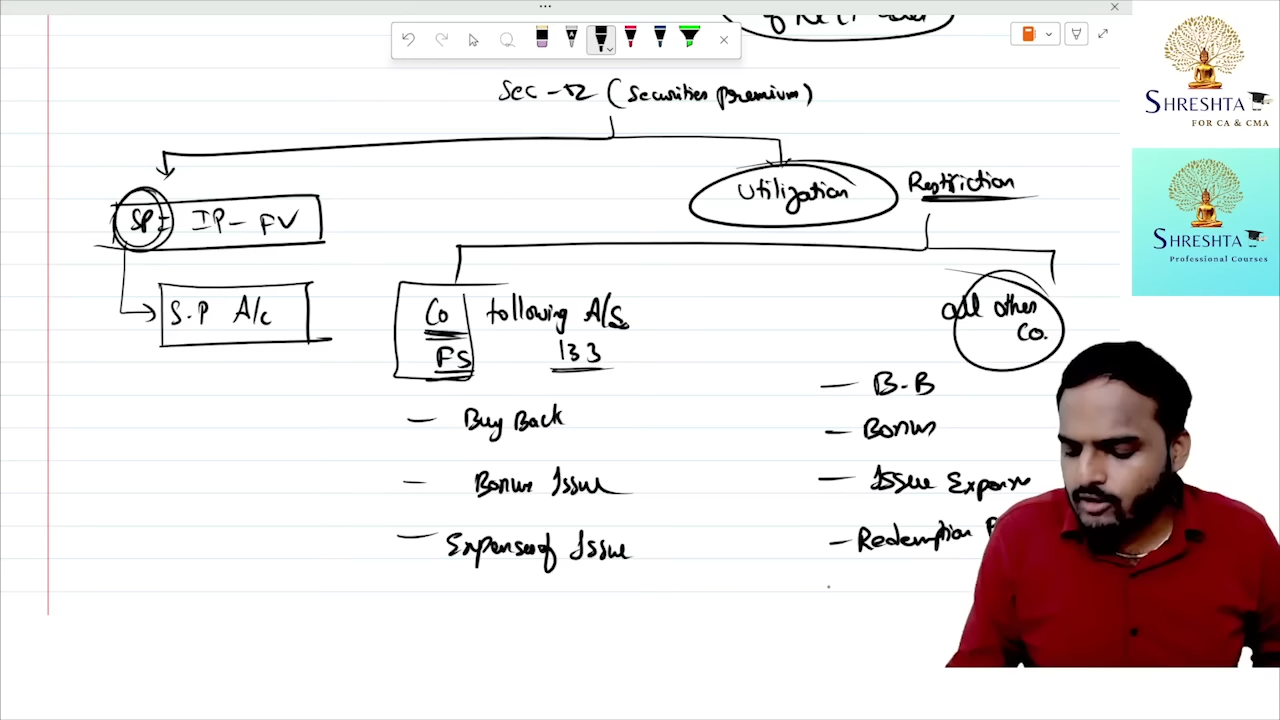 Sec - 52 (Securities premium)
Utilization
Restriction
SP = IP - FV
S.P A/c
Co following A/S
FS 133
all other
Co.
- Buy Back
- Bonus Issue
- Expenses of Issue
- B.B
- Bonus
- Issue Expense
- Redemption
SHRESHTA
FOR CA & CMA
SHRESHTA
Professional Courses